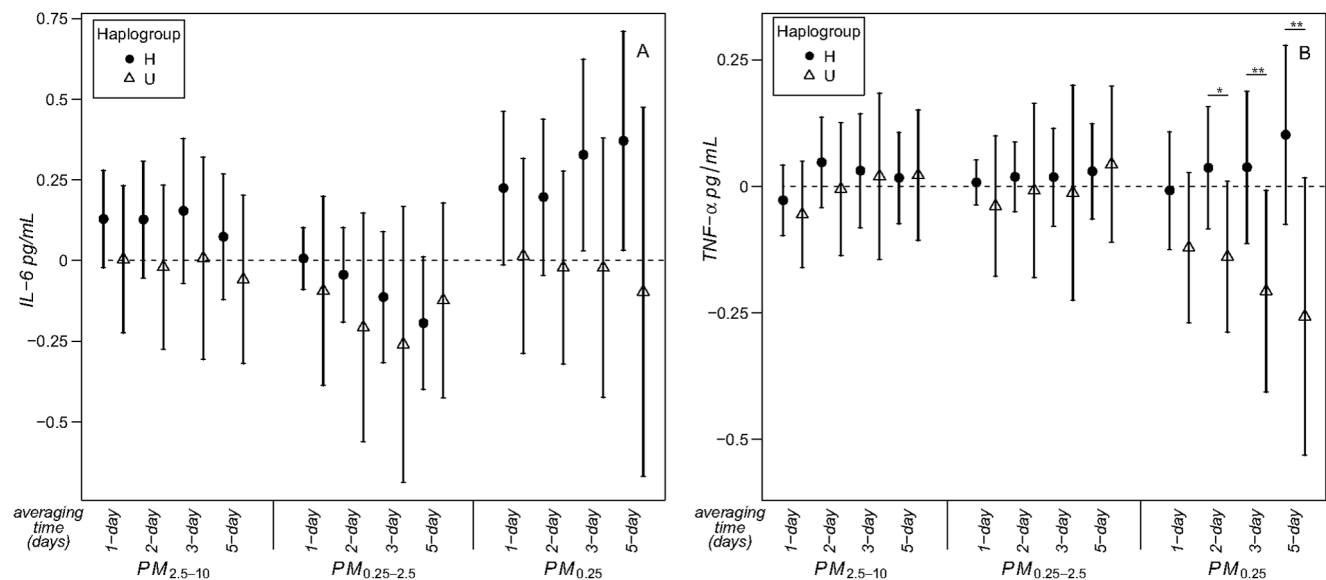 0.75
0.5
0.25
0
−0.25
−0.5
IL−6 pg/mL
Haplogroup
H
U
A
averaging time (days)
1−day 2−day 3−day 5−day 1−day 2−day 3−day 5−day 1−day 2−day 3−day 5−day
PM2.5−10 PM0.25−2.5 PM0.25
0.25
0
−0.25
−0.5
TNF−α pg/mL
Haplogroup
H
U
B
*
**
**
averaging time (days)
1−day 2−day 3−day 5−day 1−day 2−day 3−day 5−day 1−day 2−day 3−day 5−day
PM2.5−10 PM0.25−2.5 PM0.25